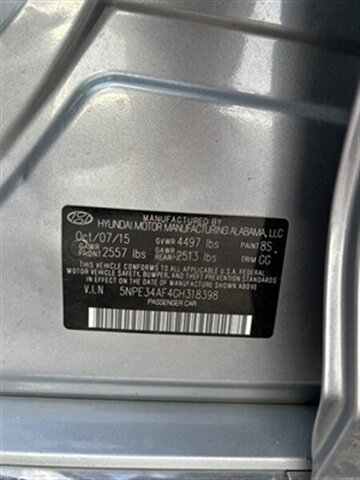 MANUFACTURED BY
HYUNDAI MOTOR MANUFACTURING ALABAMA, LLC
Oct/07/15 GVWR 4497 lbs PAINT 8S
GAWR FRONT 2557 lbs GAWR REAR 2513 lbs TRIM GG
THIS VEHICLE CONFORMS TO ALL APPLICABLE U.S.A. FEDERAL
MOTOR VEHICLE SAFETY, BUMPER, AND THEFT PREVENTION STANDARDS
IN EFFECT ON THE DATE OF MANUFACTURE SHOWN ABOVE.
V.I.N 5NPE34AF4GH318398
PASSENGER CAR